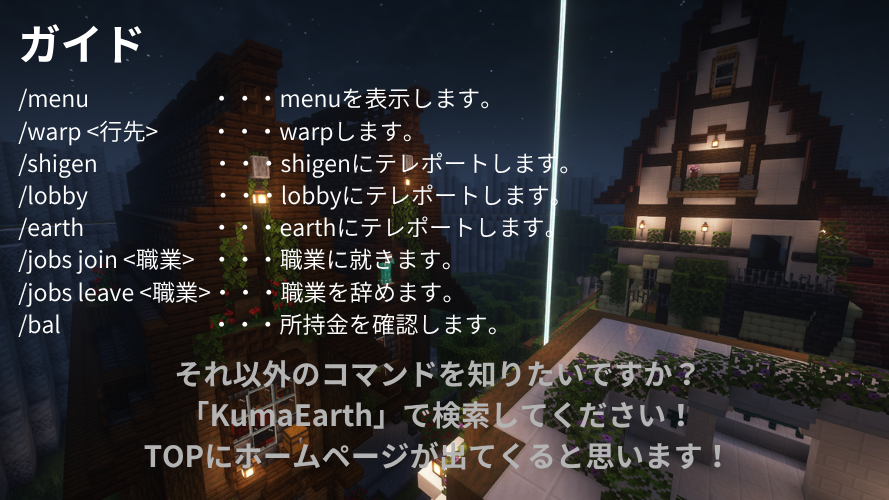 ガイド
/menu ・・・menuを表示します。
/warp <行先> ・・・warpします。
/shigen ・・・shigenにテレポートします。
/lobby ・・・lobbyにテレポートします。
/earth ・・・earthにテレポートします。
/jobs join <職業> ・・・職業に就きます。
/jobs leave <職業>・・・職業を辞めます。
/bal ・・・所持金を確認します。
それ以外のコマンドを知りたいですか？
「KumaEarth」で検索してください！
TOPにホームページが出てくると思います！